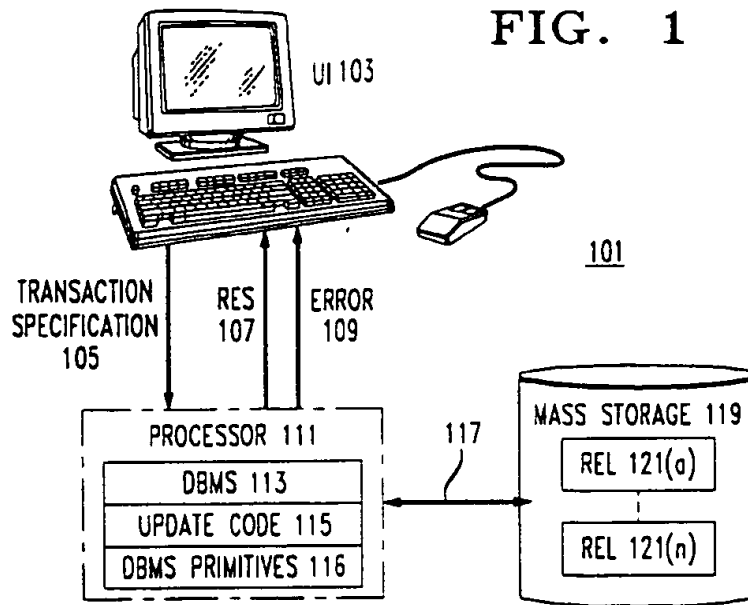 FIG. 1
UI 103
101
TRANSACTION
SPECIFICATION
105
RES
107
ERROR
109
PROCESSOR 111
DBMS 113
UPDATE CODE 115
DBMS PRIMITIVES 116
117
MASS STORAGE 119
REL 121(a)
REL 121(n)